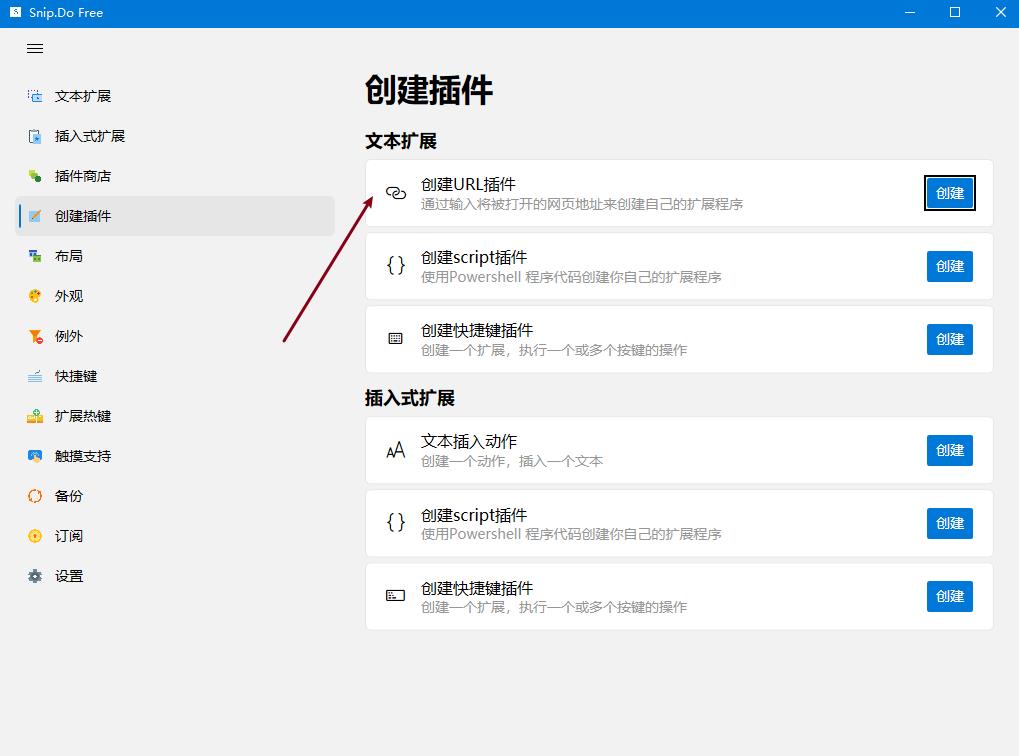 Snip.Do Free
文本扩展
插入式扩展
插件商店
创建插件
布局
外观
例外
快捷键
扩展热键
触摸支持
备份
订阅
设置
创建插件
文本扩展
创建URL插件
通过输入将被打开的网页地址来创建自己的扩展程序
创建
创建script插件
使用Powershell 程序代码创建你自己的扩展程序
创建
创建快捷键插件
创建一个扩展，执行一个或多个按键的操作
创建
插入式扩展
文本插入动作
创建一个动作，插入一个文本
创建
创建script插件
使用Powershell 程序代码创建你自己的扩展程序
创建
创建快捷键插件
创建一个扩展，执行一个或多个按键的操作
创建